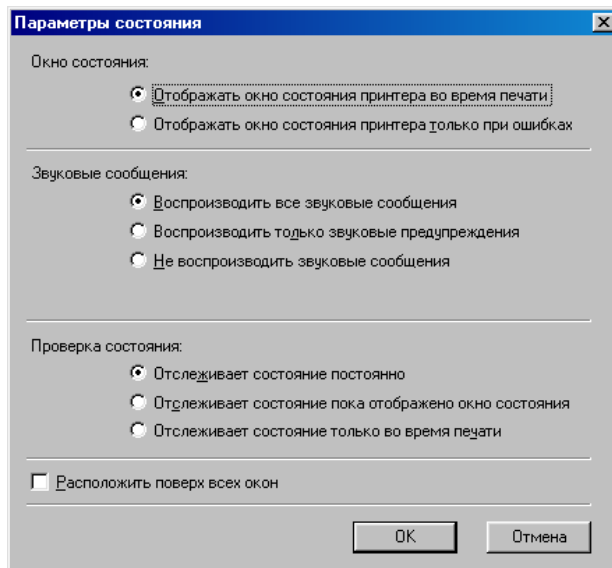 Параметры состояния
Окно состояния:
Отображать окно состояния принтера во время печати
Отображать окно состояния принтера только при ошибках
Звуковые сообщения:
Воспроизводить все звуковые сообщения
Воспроизводить только звуковые предупреждения
Не воспроизводить звуковые сообщения
Проверка состояния:
Отслеживает состояние постоянно
Отслеживает состояние пока отображено окно состояния
Отслеживает состояние только во время печати
Расположить поверх всех окон
OK Отмена